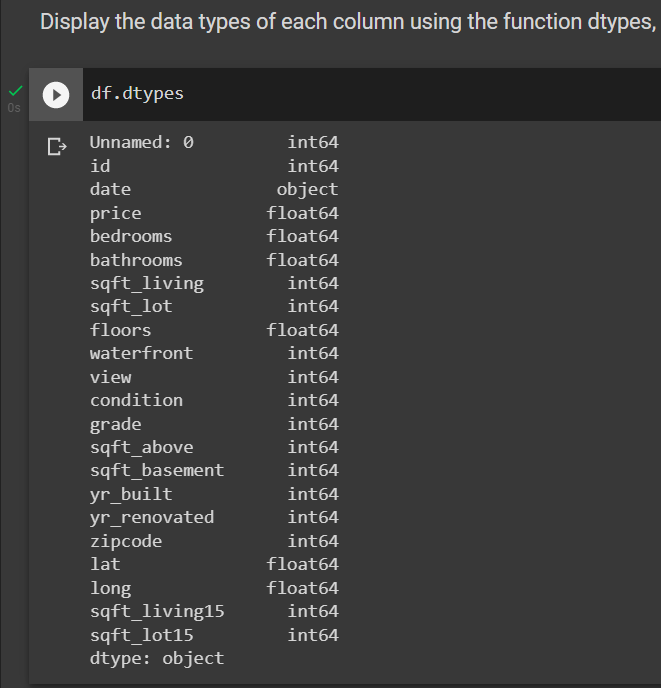 Display the data types of each column using the function dtypes,
df.dtypes
0s
Unnamed: 0 int64
id int64
date object
price float64
bedrooms float64
bathrooms float64
sqft_living int64
sqft_lot int64
floors float64
waterfront int64
view int64
condition int64
grade int64
sqft_above int64
sqft_basement int64
yr_built int64
yr_renovated int64
zipcode int64
lat float64
long float64
sqft_living15 int64
sqft_lot15 int64
dtype: object